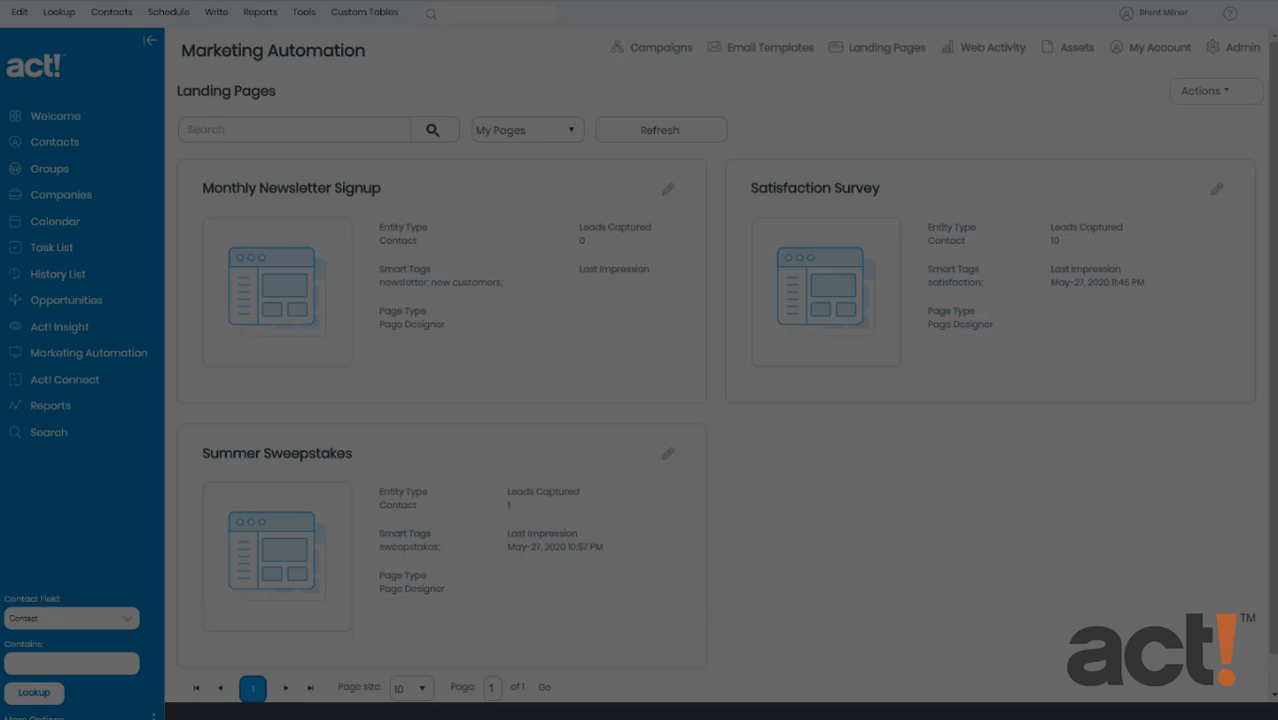 Edit Lookup Contacts Schedule Write Reports Tools Custom Tables Brent Milner ?
act!
Marketing Automation
Campaigns Email Templates Landing Pages Web Activity Assets My Account Admin
Landing Pages
Actions
Search My Pages Refresh
Welcome
Contacts
Groups
Companies
Calendar
Task List
History List
Opportunities
Act! Insight
Marketing Automation
Act! Connect
Reports
Search
Monthly Newsletter Signup
Entity Type Leads Captured
Contact 0
Smart Tags Last Impression
newsletter; new customers;
Page Type
Page Designer
Satisfaction Survey
Entity Type Leads Captured
Contact 10
Smart Tags Last Impression
satisfaction; May-27, 2020 11:46 PM
Page Type
Page Designer
Summer Sweepstakes
Entity Type Leads Captured
Contact 1
Smart Tags Last Impression
sweepstakes; May-27, 2020 10:57 PM
Page Type
Page Designer
Contact Field:
Contact
Contains:
Lookup
More Options
1 Page size: 10 Page: 1 of 1 Go
act!™